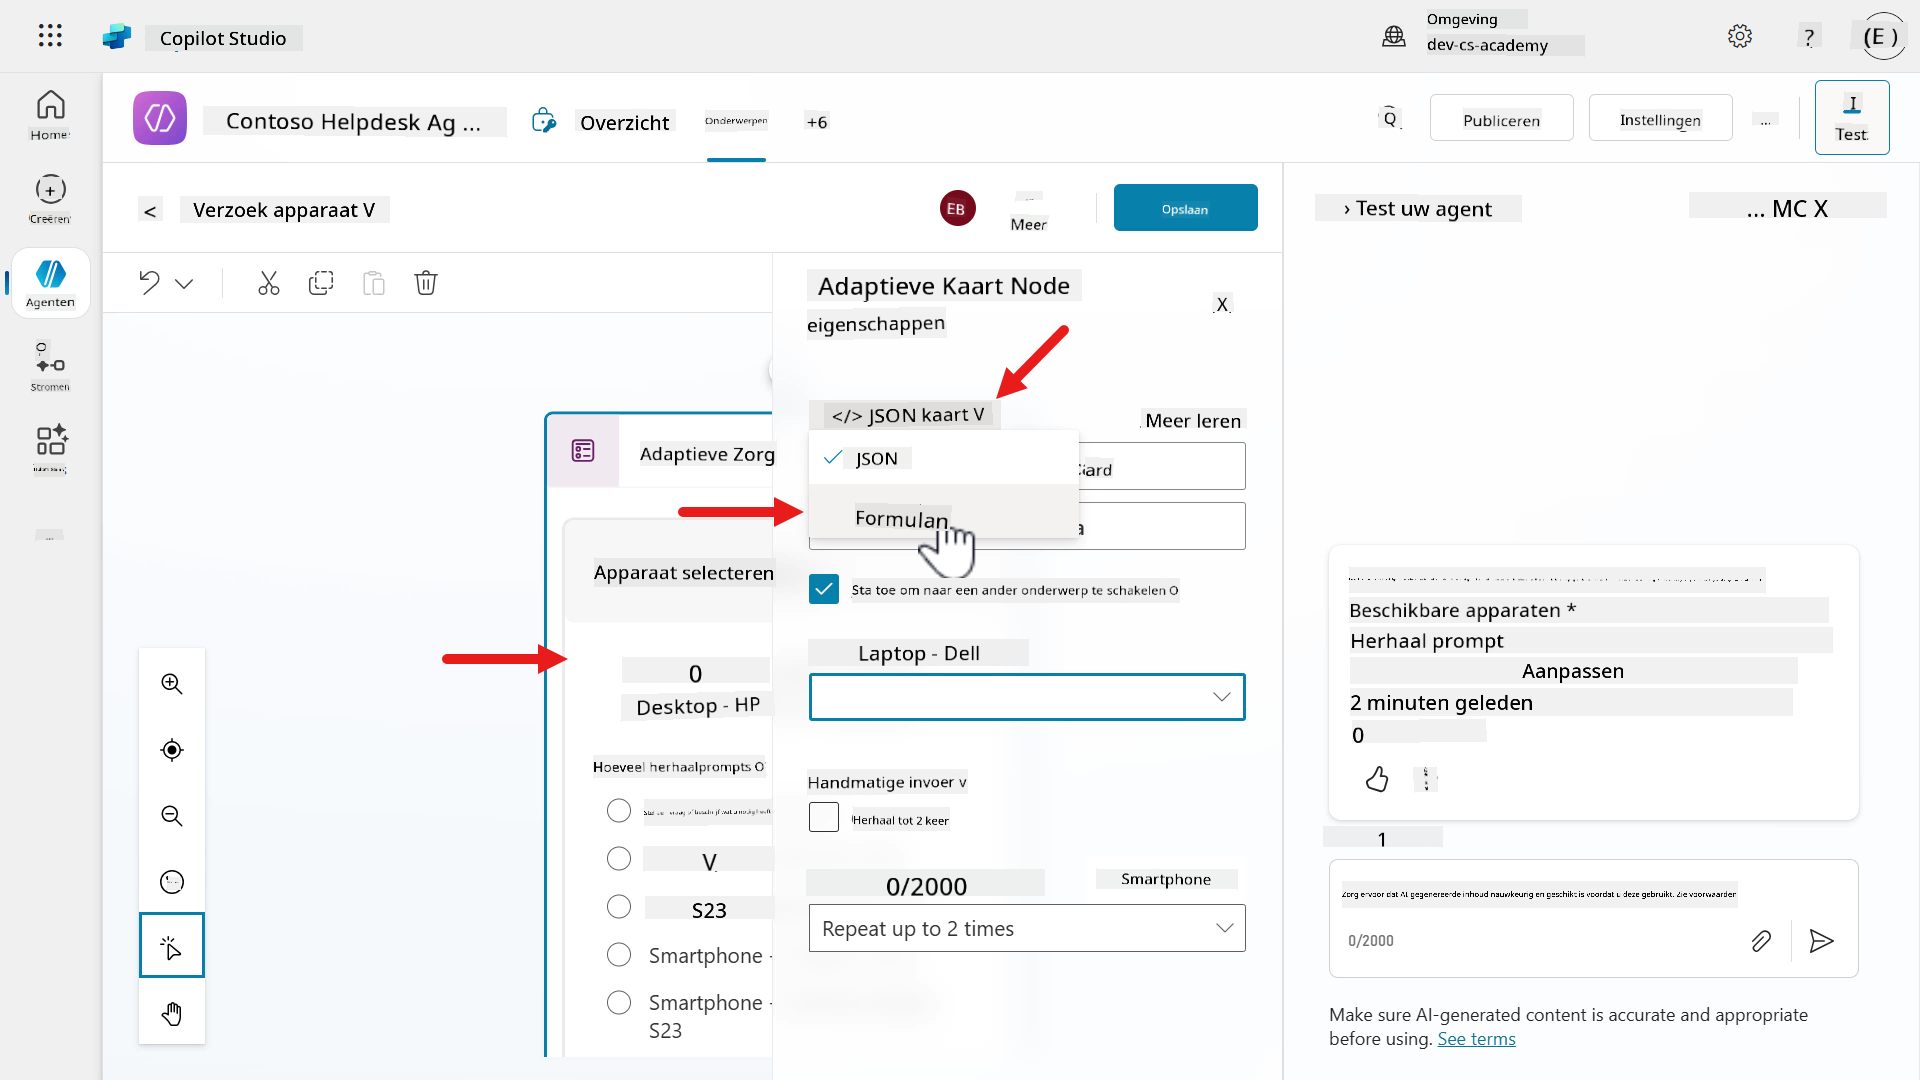 Copilot Studio
Omgeving
dev-cs-academy
?
(E )
Home
Creëren
Agenten
Stromen
Contoso Helpdesk Ag ...
Overzicht
Onderwerpen
+6
Q
Publiceren
Instellingen
...
I
Test
<
Verzoek apparaat V
EB
Meer
Opslaan
› Test uw agent
... MC X
Adaptieve Kaart Node
eigenschappen
X
</> JSON kaart V
Meer leren
JSON
Formulan
Adaptieve Zorg
Apparaat selecteren
0
Desktop - HP
Hoeveel herhaalprompts O
V
S23
Smartphone -
Smartphone -
S23
Sta toe om naar een ander onderwerp te schakelen O
Laptop - Dell
Handmatige invoer v
Herhaal tot 2 keer
0/2000
Smartphone
Repeat up to 2 times
Beschikbare apparaten *
Herhaal prompt
Aanpassen
2 minuten geleden
0
1
Zorg ervoor dat AI gegenereerde inhoud nauwkeurig en geschikt is voordat u deze gebruikt. Zie voorwaarden
0/2000
Make sure AI-generated content is accurate and appropriate
before using. See terms